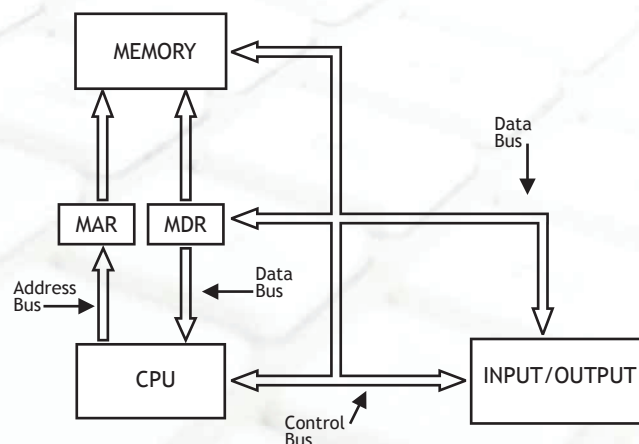 MEMORY
Data
Bus
MAR
MDR
Address
Bus
Data
Bus
CPU
INPUT/OUTPUT
Control
Bus